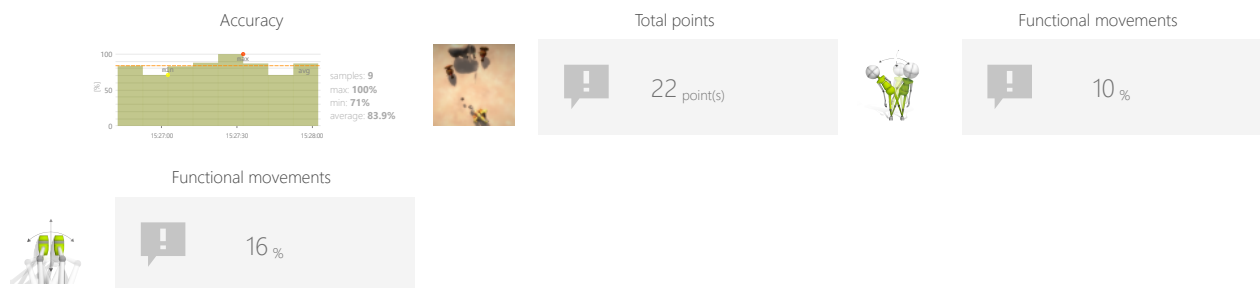 Accuracy
Total points
Functional movements
100
50
0
[%]
min
max
avg
15:27:00
15:27:30
15:28:00
samples: 9
max: 100%
min: 71%
average: 83.9%
22 point(s)
10 %
Functional movements
16 %